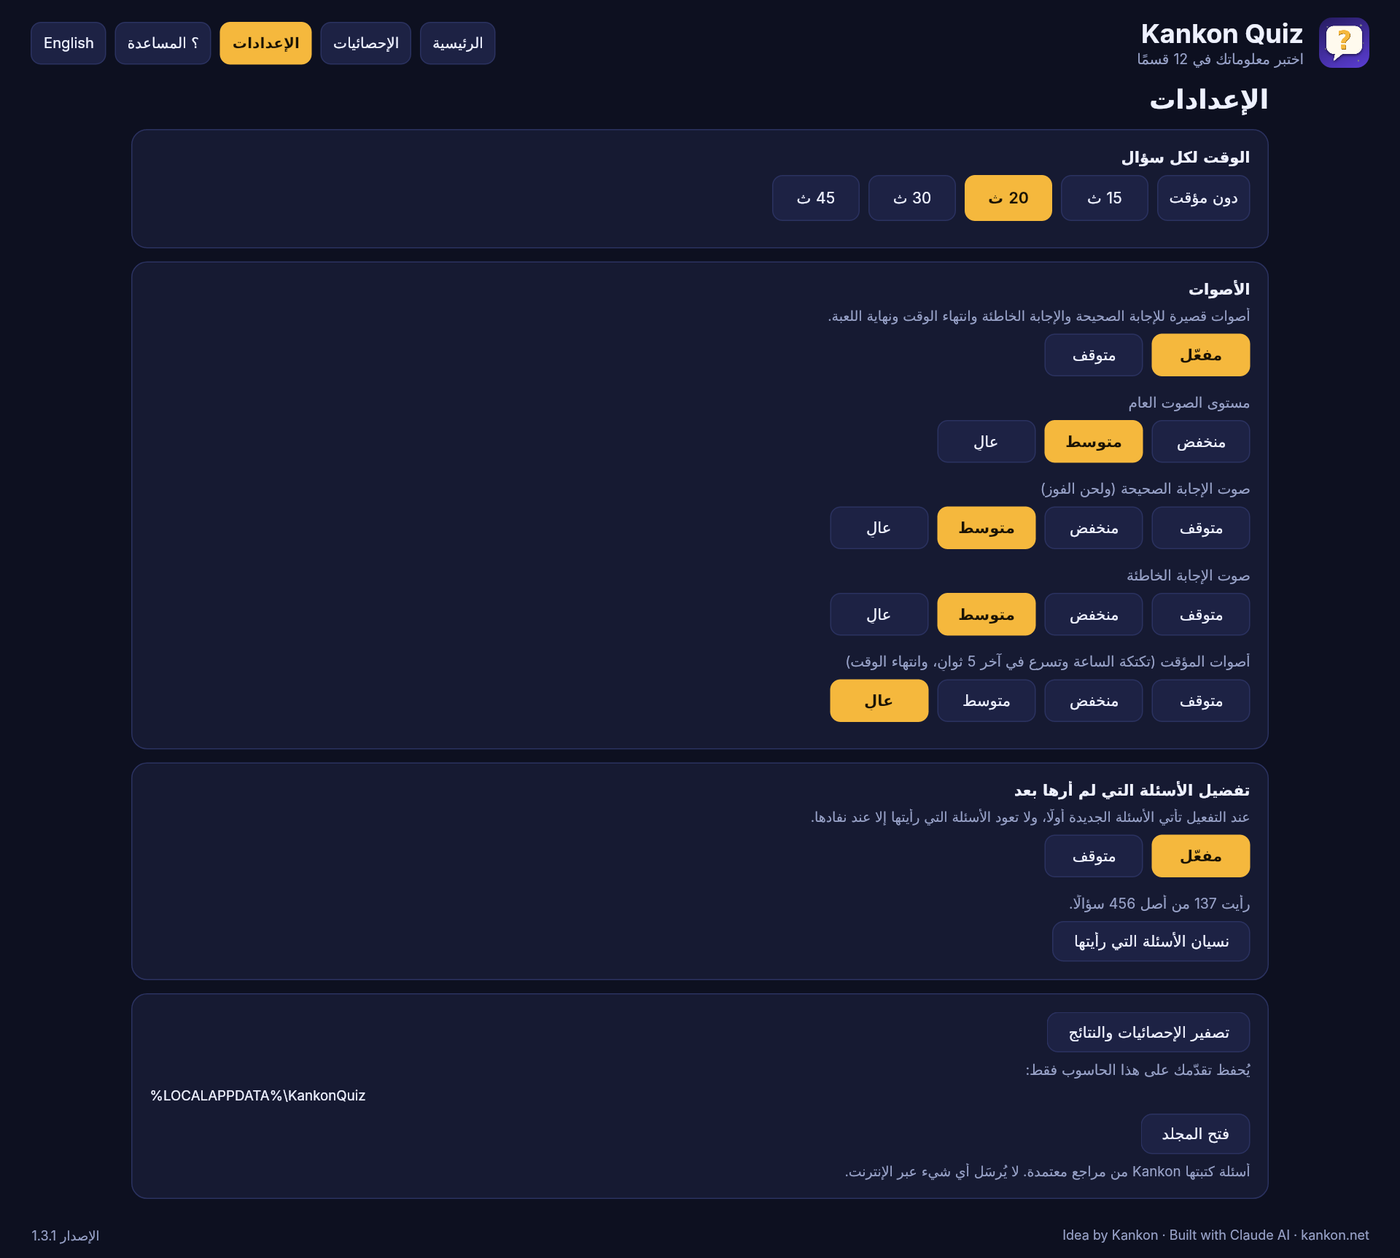 Kankon Quiz
اختبر معلوماتك في 12 قسمًا
الرئيسية
الإحصائيات
الإعدادات
؟ المساعدة
English
الإعدادات
الوقت لكل سؤال
دون مؤقت
15 ث
20 ث
30 ث
45 ث
الأصوات
أصوات قصيرة للإجابة الصحيحة والإجابة الخاطئة وانتهاء الوقت ونهاية اللعبة.
مفعّل
متوقف
مستوى الصوت العام
منخفض
متوسط
عالٍ
صوت الإجابة الصحيحة (ولحن الفوز)
متوقف
منخفض
متوسط
عالٍ
صوت الإجابة الخاطئة
متوقف
منخفض
متوسط
عالٍ
أصوات المؤقت (تكتكة الساعة وتسرع في آخر 5 ثوانٍ، وانتهاء الوقت)
متوقف
منخفض
متوسط
عالٍ
تفضيل الأسئلة التي لم أرها بعد
عند التفعيل تأتي الأسئلة الجديدة أولًا، ولا تعود الأسئلة التي رأيتها إلا عند نفادها.
مفعّل
متوقف
رأيت 137 من أصل 456 سؤالًا.
نسيان الأسئلة التي رأيتها
تصفير الإحصائيات والنتائج
يُحفظ تقدّمك على هذا الحاسوب فقط:
%LOCALAPPDATA%\KankonQuiz
فتح المجلد
أسئلة كتبتها Kankon من مراجع معتمدة. لا يُرسَل أي شيء عبر الإنترنت.
Idea by Kankon · Built with Claude AI · kankon.net
الإصدار 1.3.1